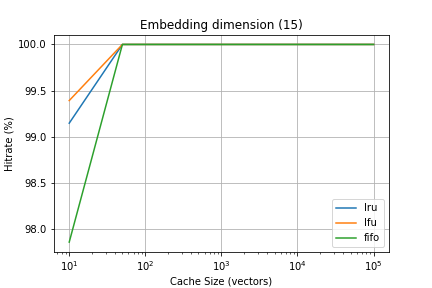 Embedding dimension (15)
Hitrate (%)
100.0
99.5
99.0
98.5
98.0
lru
lfu
fifo
10¹ 10² 10³ 10⁴ 10⁵
Cache Size (vectors)